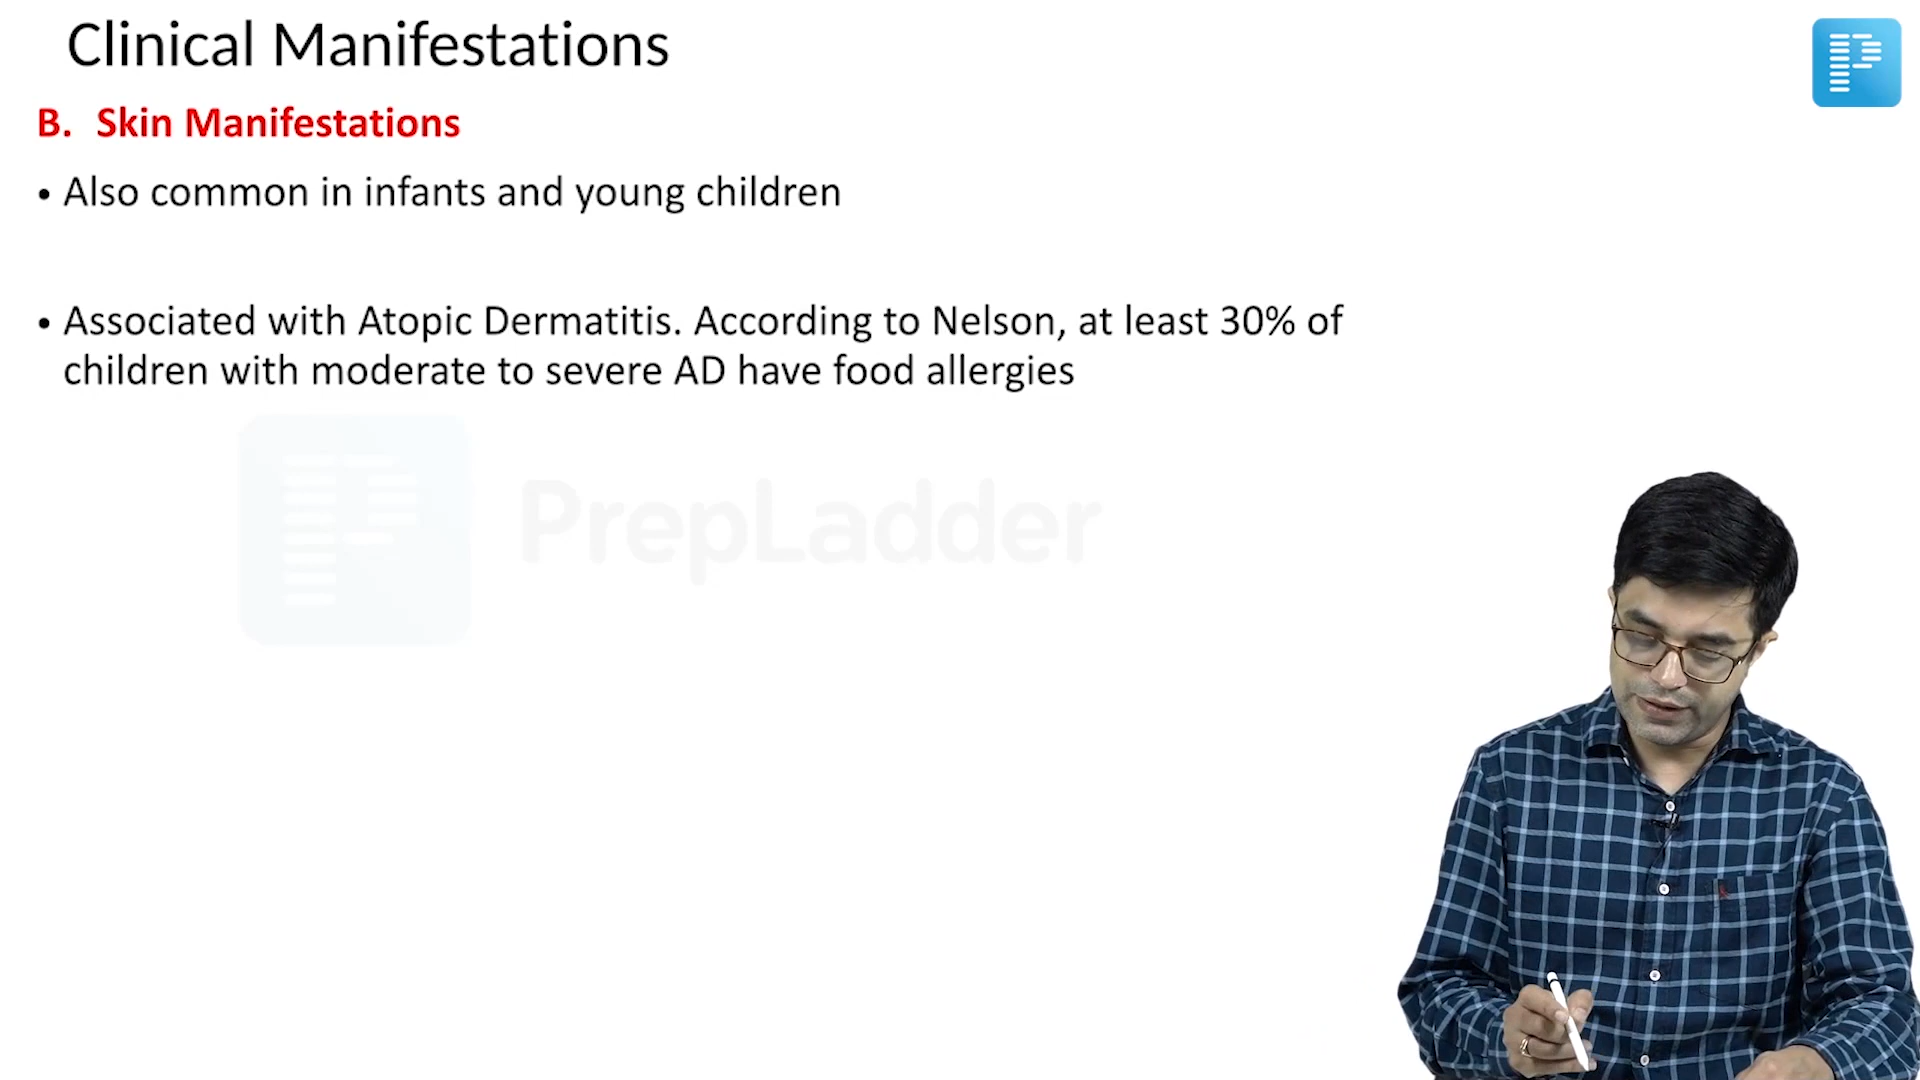 Clinical Manifestations
B. Skin Manifestations
• Also common in infants and young children
• Associated with Atopic Dermatitis. According to Nelson, at least 30% of
children with moderate to severe AD have food allergies
PrepLadder